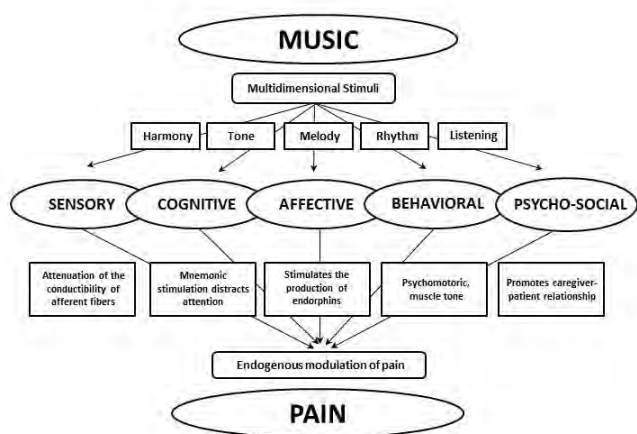 MUSIC
Multidimensional Stimuli
Harmony
Tone
Melody
Rhythm
Listening
SENSORY
COGNITIVE
AFFECTIVE
BEHAVIORAL
PSYCHO-SOCIAL
Attenuation of the
conductibility of
afferent fibers
Mnemonic
stimulation distracts
attention
Stimulates the
production of
endorphins
Psychomotoric,
muscle tone
Promotes caregiver-
patient relationship
Endogenous modulation of pain
PAIN